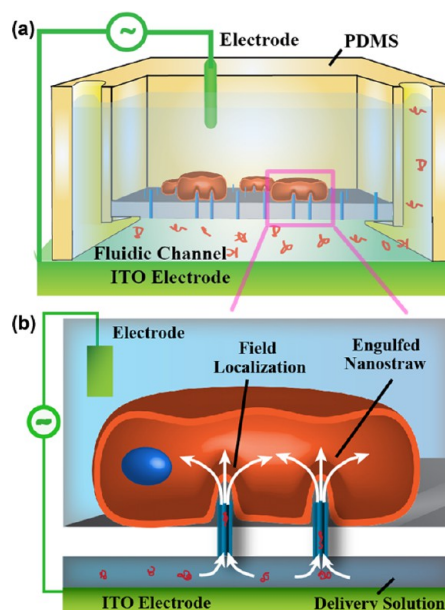 (a)
Electrode
PDMS
Fluidic Channel
ITO Electrode
(b)
Electrode
Field
Localization
Engulfed
Nanostraw
ITO Electrode
Delivery Solution